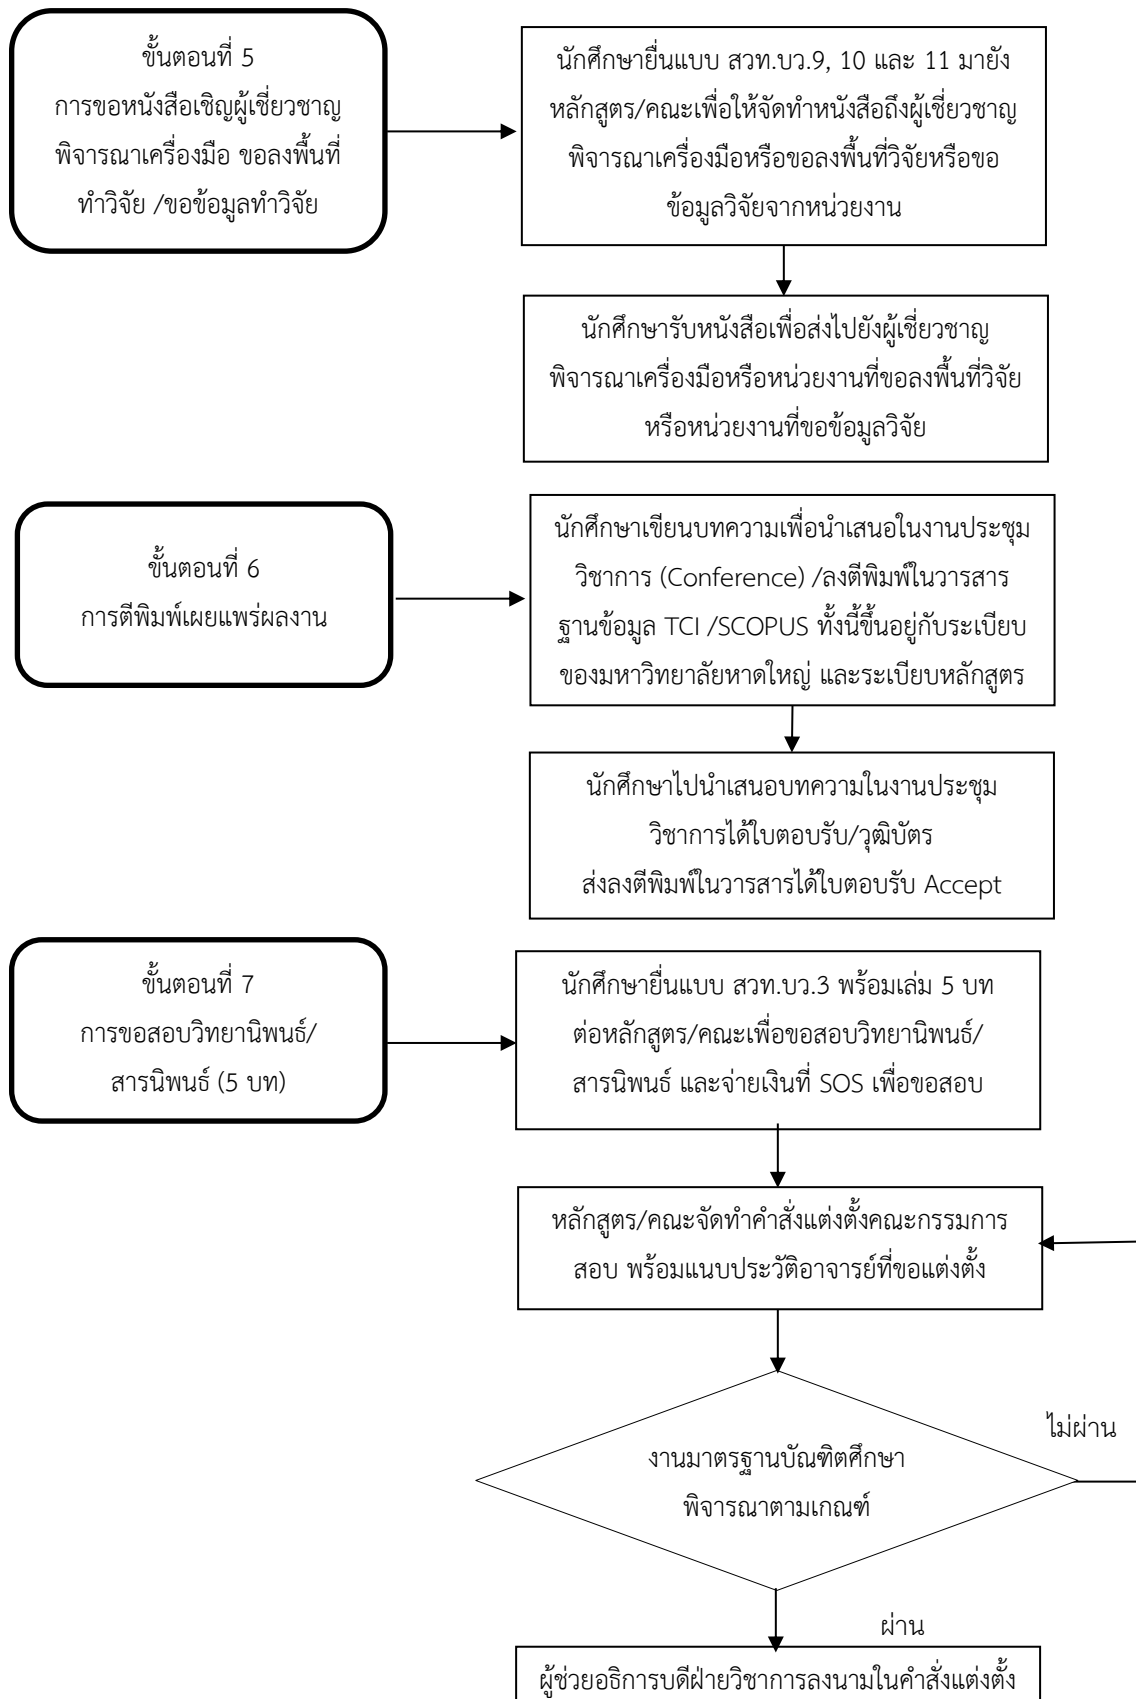 ขั้นตอนที่ 5
การขอหนังสือเชิญผู้เชี่ยวชาญ
พิจารณาเครื่องมือ ขอลงพื้นที่
ทำวิจัย /ขอข้อมูลทำวิจัย
นักศึกษายื่นแบบ สวท.บว.9, 10 และ 11 มายัง
หลักสูตร/คณะเพื่อให้จัดทำหนังสือถึงผู้เชี่ยวชาญ
พิจารณาเครื่องมือหรือขอลงพื้นที่วิจัยหรือขอ
ข้อมูลวิจัยจากหน่วยงาน
นักศึกษารับหนังสือเพื่อส่งไปยังผู้เชี่ยวชาญ
พิจารณาเครื่องมือหรือหน่วยงานที่ขอลงพื้นที่วิจัย
หรือหน่วยงานที่ขอข้อมูลวิจัย
ขั้นตอนที่ 6
การตีพิมพ์เผยแพร่ผลงาน
นักศึกษาเขียนบทความเพื่อนำเสนอในงานประชุม
วิชาการ (Conference) /ลงตีพิมพ์ในวารสาร
ฐานข้อมูล TCI /SCOPUS ทั้งนี้ขึ้นอยู่กับระเบียบ
ของมหาวิทยาลัยหาดใหญ่ และระเบียบหลักสูตร
นักศึกษาไปนำเสนอบทความในงานประชุม
วิชาการได้ใบตอบรับ/วุฒิบัตร
ส่งลงตีพิมพ์ในวารสารได้ใบตอบรับ Accept
ขั้นตอนที่ 7
การขอสอบวิทยานิพนธ์/
สารนิพนธ์ (5 บท)
นักศึกษายื่นแบบ สวท.บว.3 พร้อมเล่ม 5 บท
ต่อหลักสูตร/คณะเพื่อขอสอบวิทยานิพนธ์/
สารนิพนธ์ และจ่ายเงินที่ SOS เพื่อขอสอบ
หลักสูตร/คณะจัดทำคำสั่งแต่งตั้งคณะกรรมการ
สอบ พร้อมแนบประวัติอาจารย์ที่ขอแต่งตั้ง
ไม่ผ่าน
งานมาตรฐานบัณฑิตศึกษา
พิจารณาตามเกณฑ์
ผ่าน
ผู้ช่วยอธิการบดีฝ่ายวิชาการลงนามในคำสั่งแต่งตั้ง